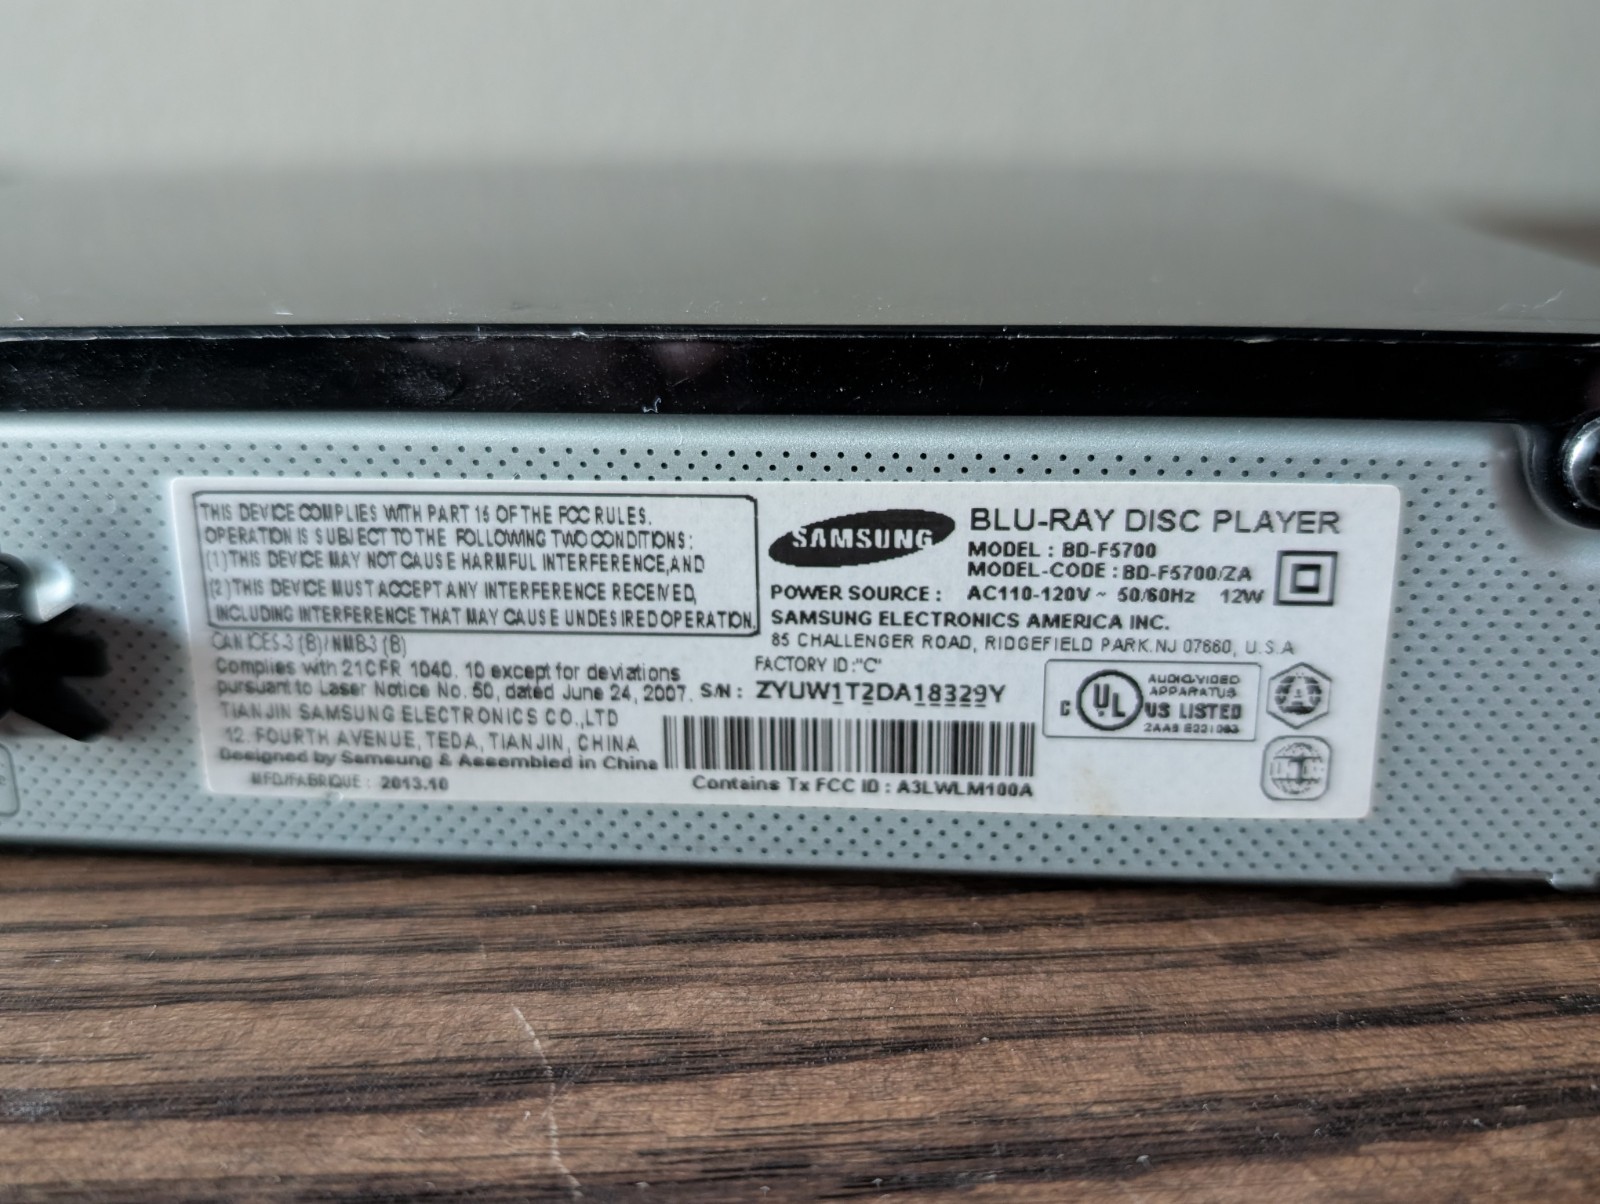 THIS DEVICE COMPLIES WITH PART 15 OF THE FCC RULES.
OPERATION IS SUBJECT TO THE FOLLOWING TWO CONDITIONS:
(1) THIS DEVICE MAY NOT CAUSE HARMFUL INTERFERENCE, AND
(2) THIS DEVICE MUST ACCEPT ANY INTERFERENCE RECEIVED,
INCLUDING INTERFERENCE THAT MAY CAUSE UNDESIRED OPERATION.
CAN ICES-3 (B)/NMB-3 (B)
Complies with 21CFR 1040. 10 except for deviations
pursuant to Laser Notice No. 50, dated June 24, 2007.
TIANJIN SAMSUNG ELECTRONICS CO.,LTD
12. FOURTH AVENUE, TEDA, TIANJIN, CHINA
Designed by Samsung & Assembled in China
MFD/FABRIQUE : 2013.10
SAMSUNG
BLU-RAY DISC PLAYER
MODEL : BD-F5700
MODEL-CODE : BD-F5700/ZA
POWER SOURCE : AC110-120V ~ 50/60Hz 12W
SAMSUNG ELECTRONICS AMERICA INC.
85 CHALLENGER ROAD, RIDGEFIELD PARK.NJ 07660, U.S.A
FACTORY ID:"C"
S/N : ZYUW1T2DA18329Y
Contains Tx FCC ID : A3LWLM100A
C UL US LISTED
AUDIO/VIDEO
APPARATUS